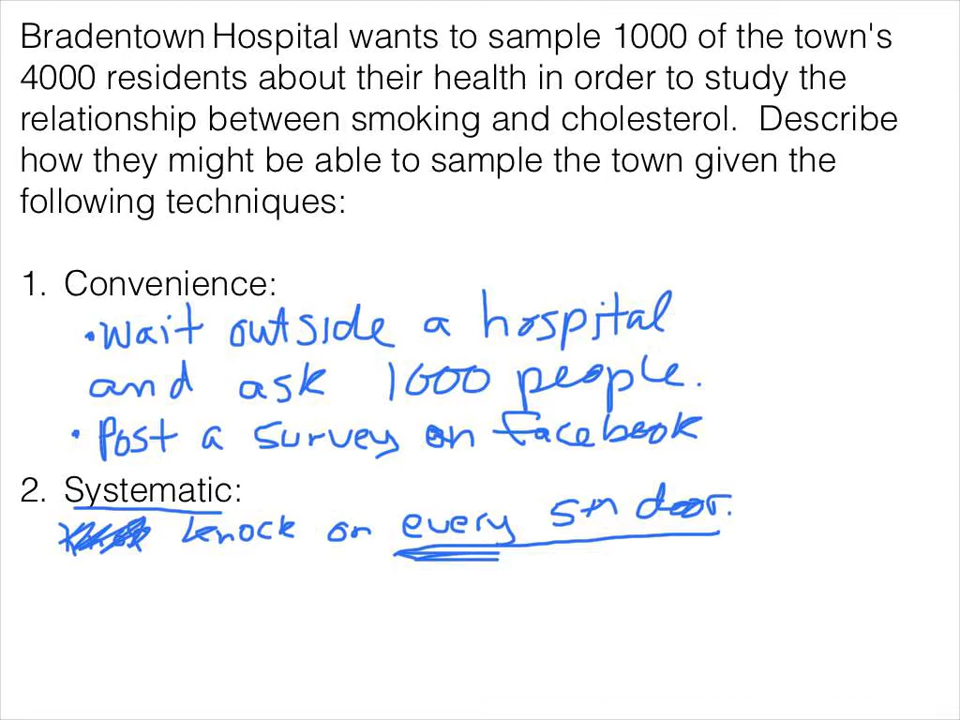 Bradentown Hospital wants to sample 1000 of the town's
4000 residents about their health in order to study the
relationship between smoking and cholesterol. Describe
how they might be able to sample the town given the
following techniques:
1. Convenience:
• Wait outside a hospital
and ask 1000 people.
• Post a survey on facebook
2. Systematic:
knock on every 5th door.